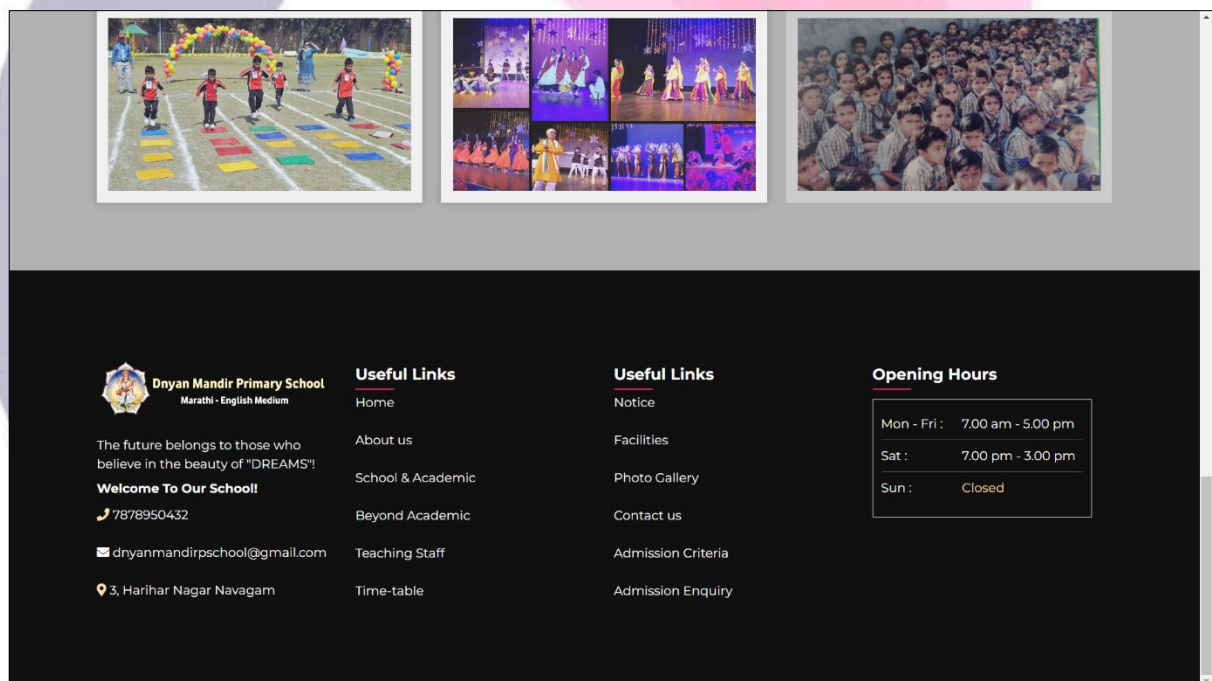 Dnyan Mandir Primary School
Marathi - English Medium
The future belongs to those who
believe in the beauty of "DREAMS"!
Welcome To Our School!
7878950432
dnyanmandirpschool@gmail.com
3, Harihar Nagar Navagam
Useful Links
Home
About us
School & Academic
Beyond Academic
Teaching Staff
Time-table
Useful Links
Notice
Facilities
Photo Gallery
Contact us
Admission Criteria
Admission Enquiry
Opening Hours
Mon - Fri : 7.00 am - 5.00 pm
Sat : 7.00 pm - 3.00 pm
Sun : Closed